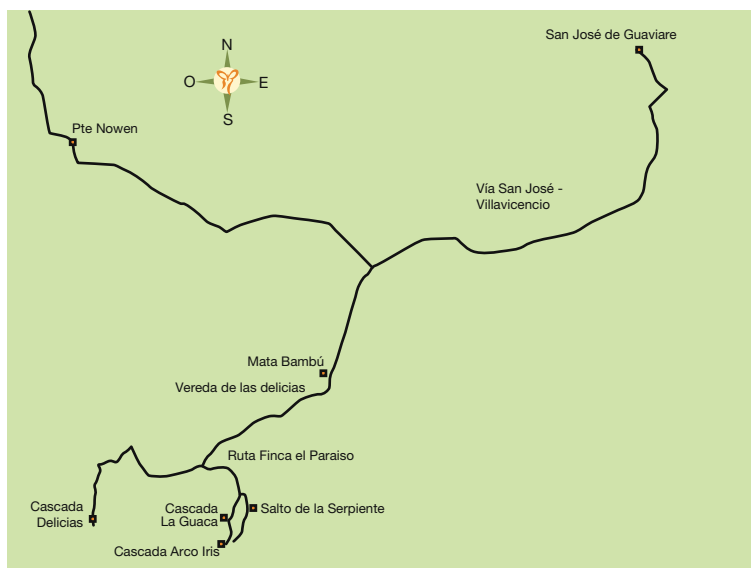 San José de Guaviare
N
O
E
S
Pte Nowen
Vía San José -
Villavicencio
Mata Bambú
Vereda de las delicias
Ruta Finca el Paraiso
Cascada
Delicias
Cascada
La Guaca
Salto de la Serpiente
Cascada Arco Iris